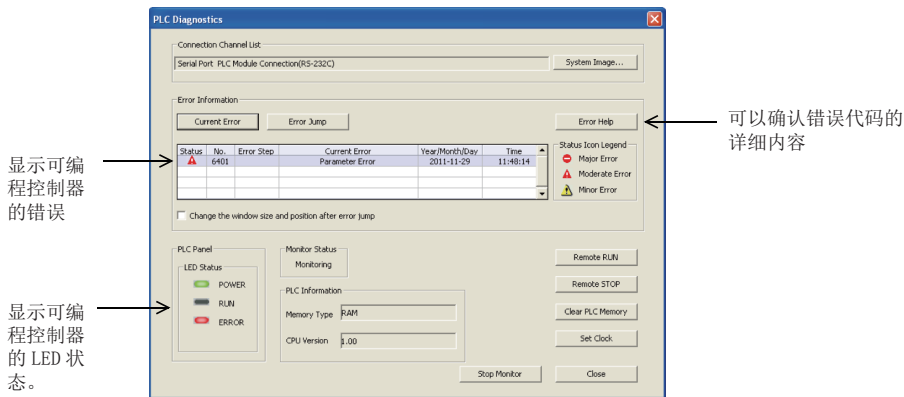 PLC Diagnostics
Connection Channel List
Serial Port PLC Module Connection(RS-232C)
System Image...
Error Information
Current Error
Error Jump
Error Help
可以确认错误代码的
详细内容
Status No. Error Step Current Error Year/Month/Day Time
6401 Parameter Error 2011-11-29 11:48:14
Status Icon Legend
Major Error
Moderate Error
Minor Error
显示可编
程控制器
的错误
Change the window size and position after error jump
PLC Panel
LED Status
POWER
RUN
ERROR
显示可编
程控制器
的 LED 状
态。
Monitor Status
Monitoring
PLC Information
Memory Type RAM
CPU Version 1.00
Remote RUN
Remote STOP
Clear PLC Memory
Set Clock
Stop Monitor
Close